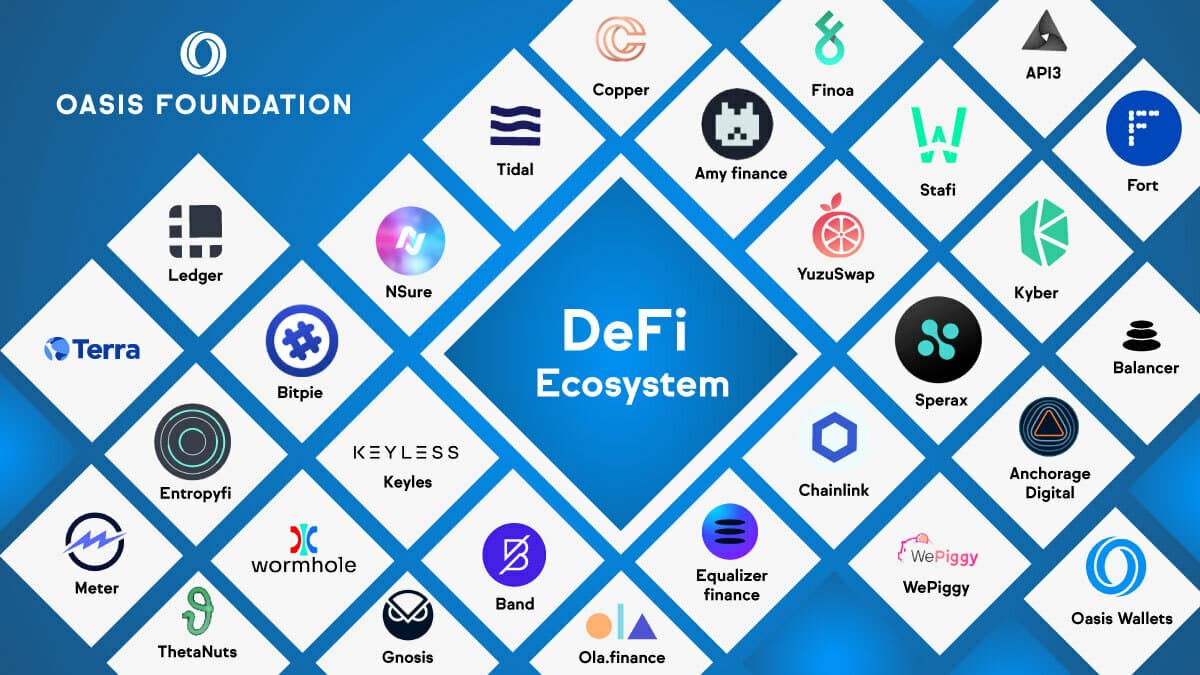 OASIS FOUNDATION
Copper
Finoa
API3
Tidal
Amy finance
Stafi
Fort
Ledger
NSure
YuzuSwap
Kyber
Terra
Bitpie
DeFi
Ecosystem
Sperax
Balancer
Entropyfi
KEYLESS
Keyles
Chainlink
Anchorage
Digital
Meter
wormhole
Band
Equalizer
finance
WePiggy
WePiggy
Oasis Wallets
ThetaNuts
Gnosis
Ola.finance